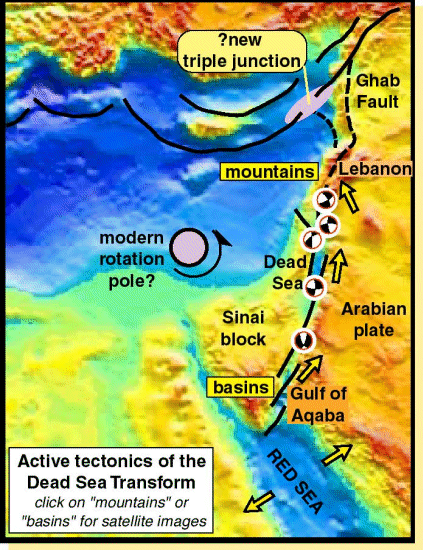 ?new
triple junction
Ghab
Fault
mountains
Lebanon
modern
rotation
pole?
Dead
Sea
Arabian
plate
Sinai
block
basins
Gulf of
Aqaba
RED SEA
Active tectonics of the
Dead Sea Transform
click on "mountains" or
"basins" for satellite images